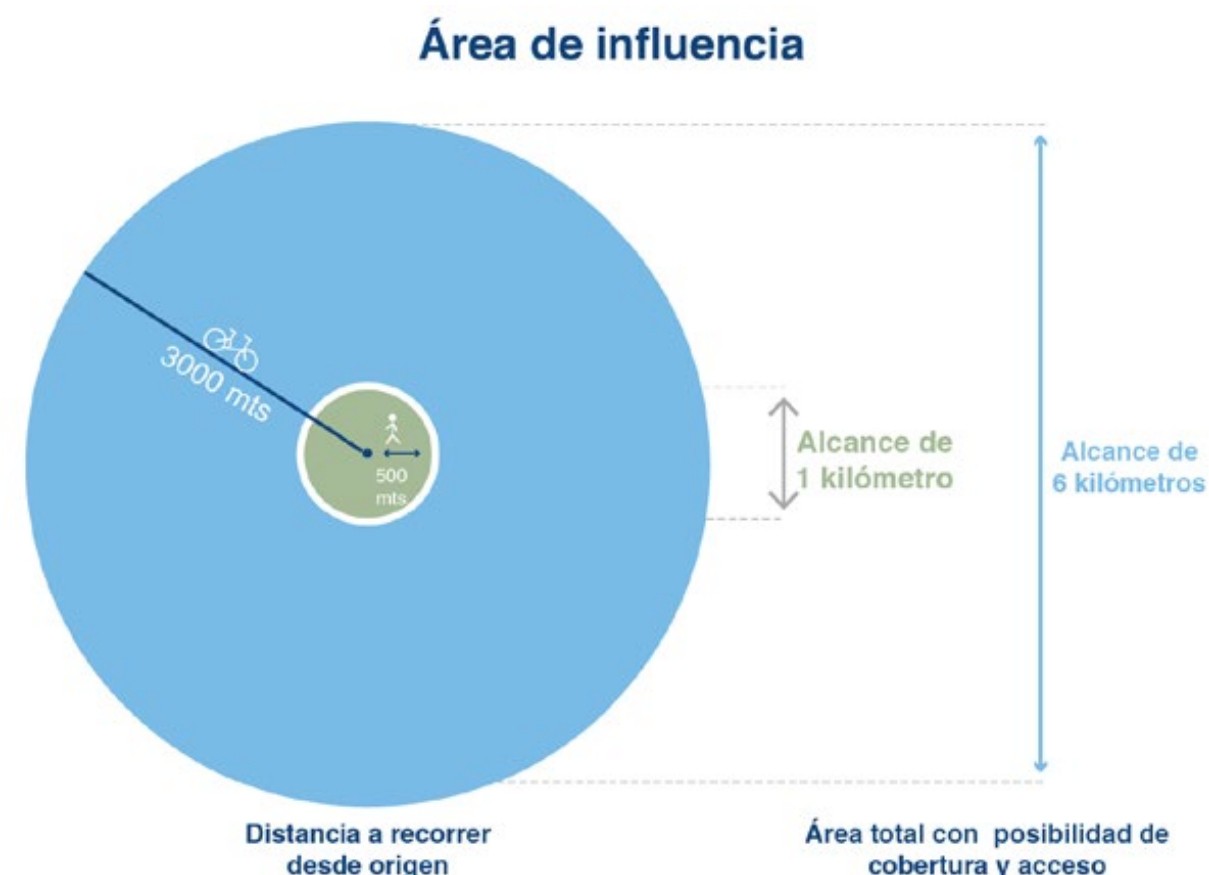 Área de influencia
3000 mts
500
mts
Alcance de
1 kilómetro
Alcance de
6 kilómetros
Distancia a recorrer
desde origen
Área total con posibilidad de
cobertura y acceso